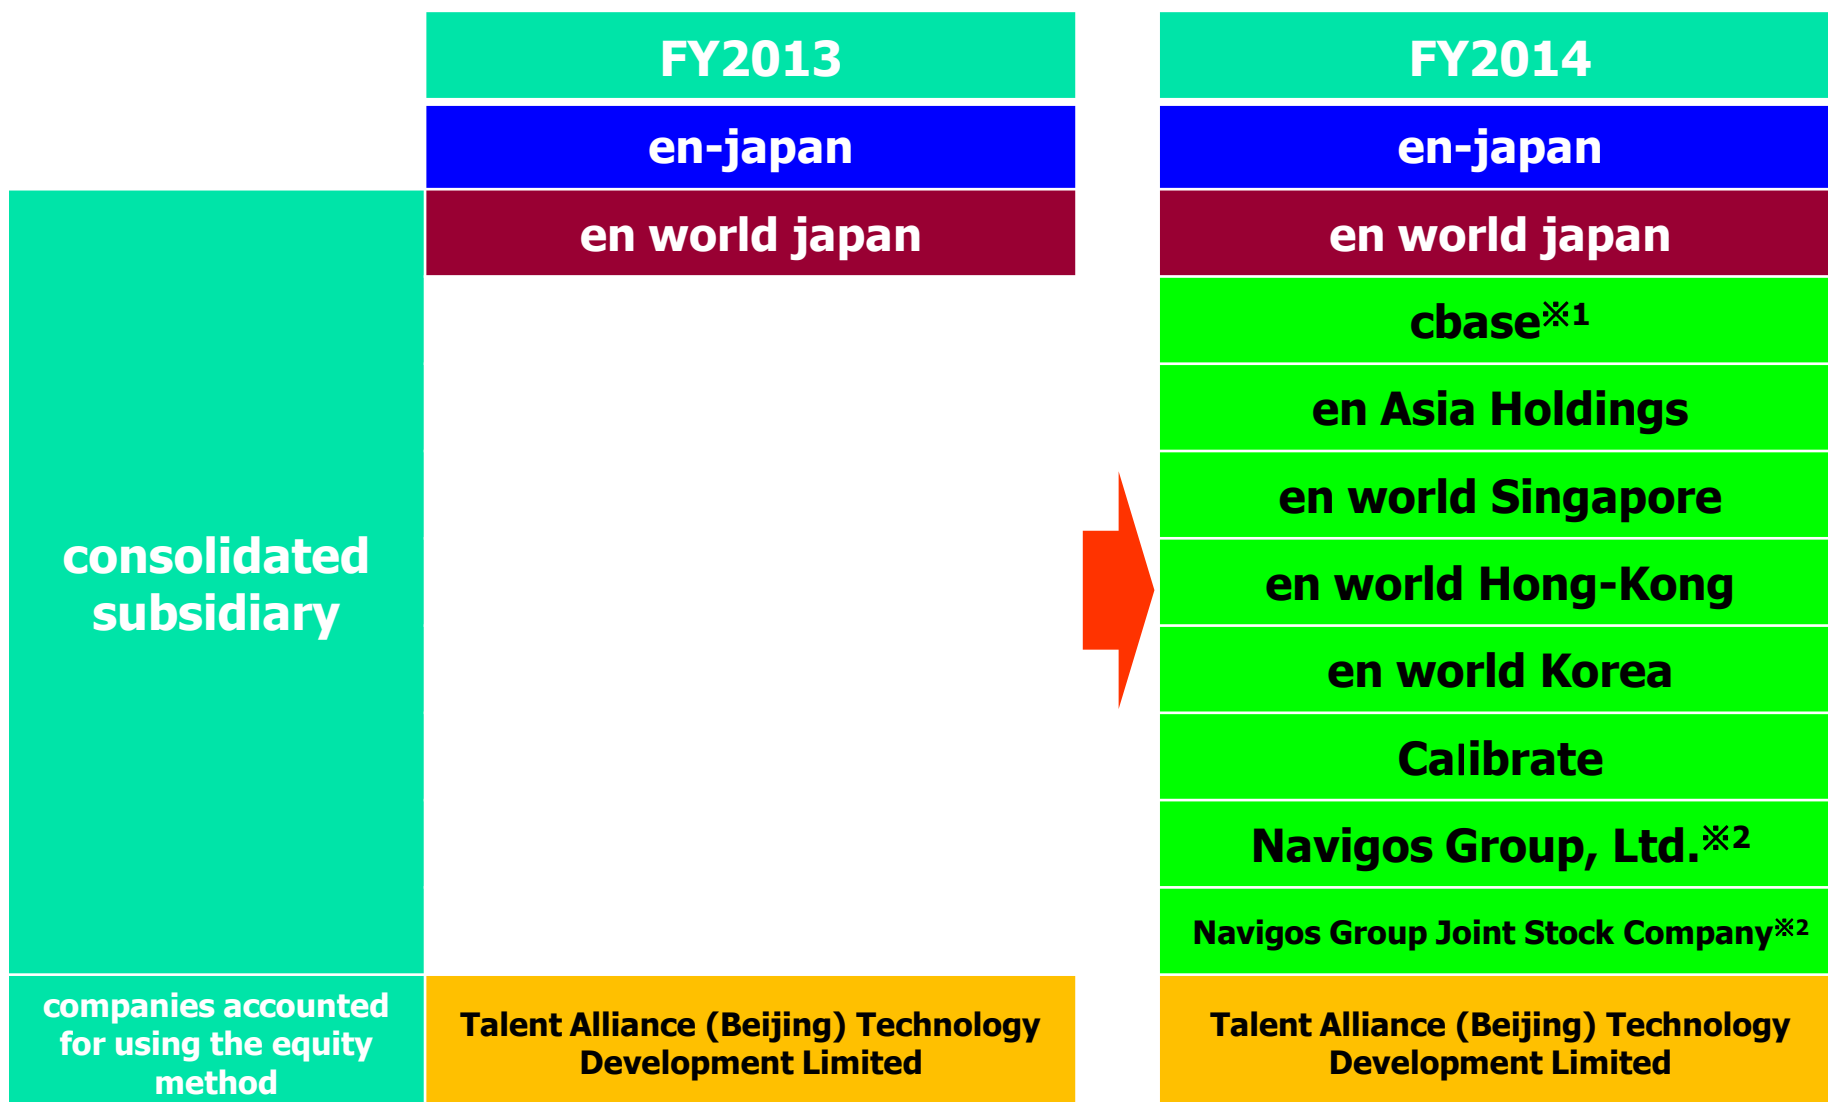 FY2013
FY2014
en-japan
en-japan
consolidated
subsidiary
en world japan
en world japan
cbase※1
en Asia Holdings
en world Singapore
en world Hong-Kong
en world Korea
Calibrate
Navigos Group, Ltd.※2
Navigos Group Joint Stock Company※2
companies accounted
for using the equity
method
Talent Alliance (Beijing) Technology
Development Limited
Talent Alliance (Beijing) Technology
Development Limited